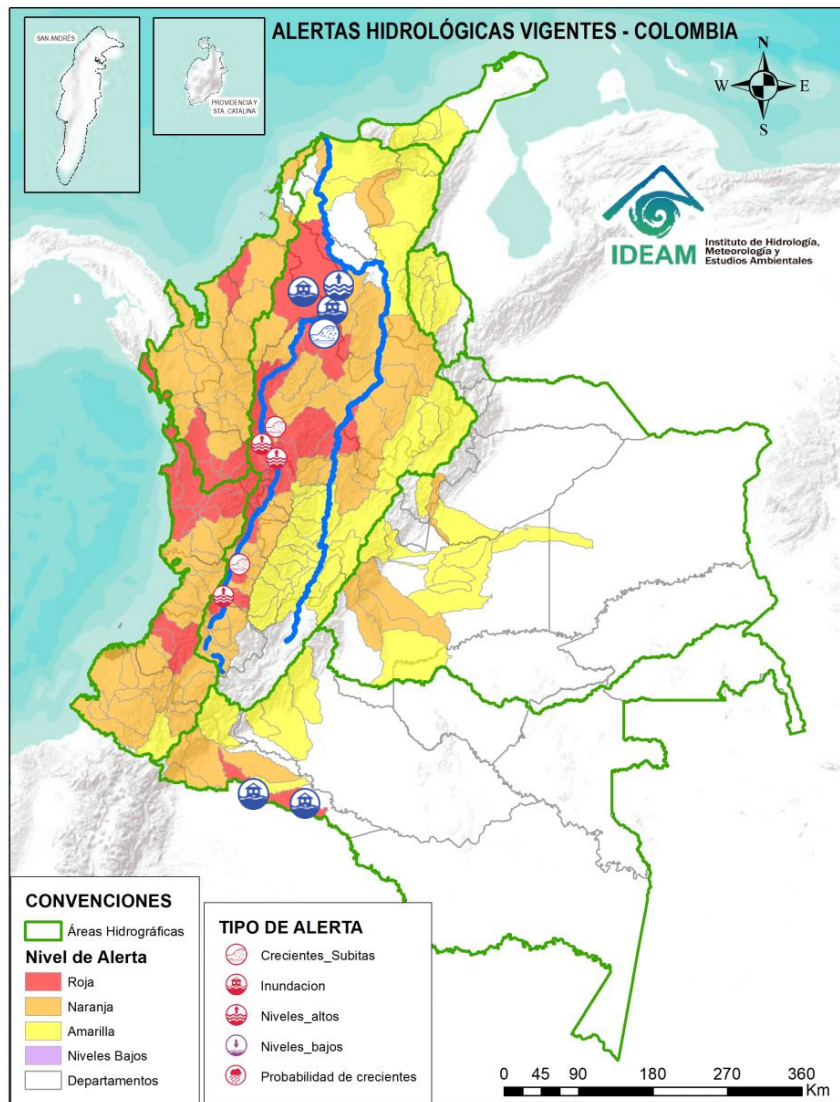 ALERTAS HIDROLÓGICAS VIGENTES - COLOMBIA
SAN ANDRÉS
PROVIDENCIA Y
STA. CATALINA
N
W
E
S
IDEAM
Instituto de Hidrología,
Meteorología y
Estudios Ambientales
CONVENCIONES
Áreas Hidrográficas
Nivel de Alerta
Roja
Naranja
Amarilla
Niveles Bajos
Departamentos
TIPO DE ALERTA
Crecientes_Subitas
Inundacion
Niveles_altos
Niveles_bajos
Probabilidad de crecientes
0 45 90 180 270 360
Km